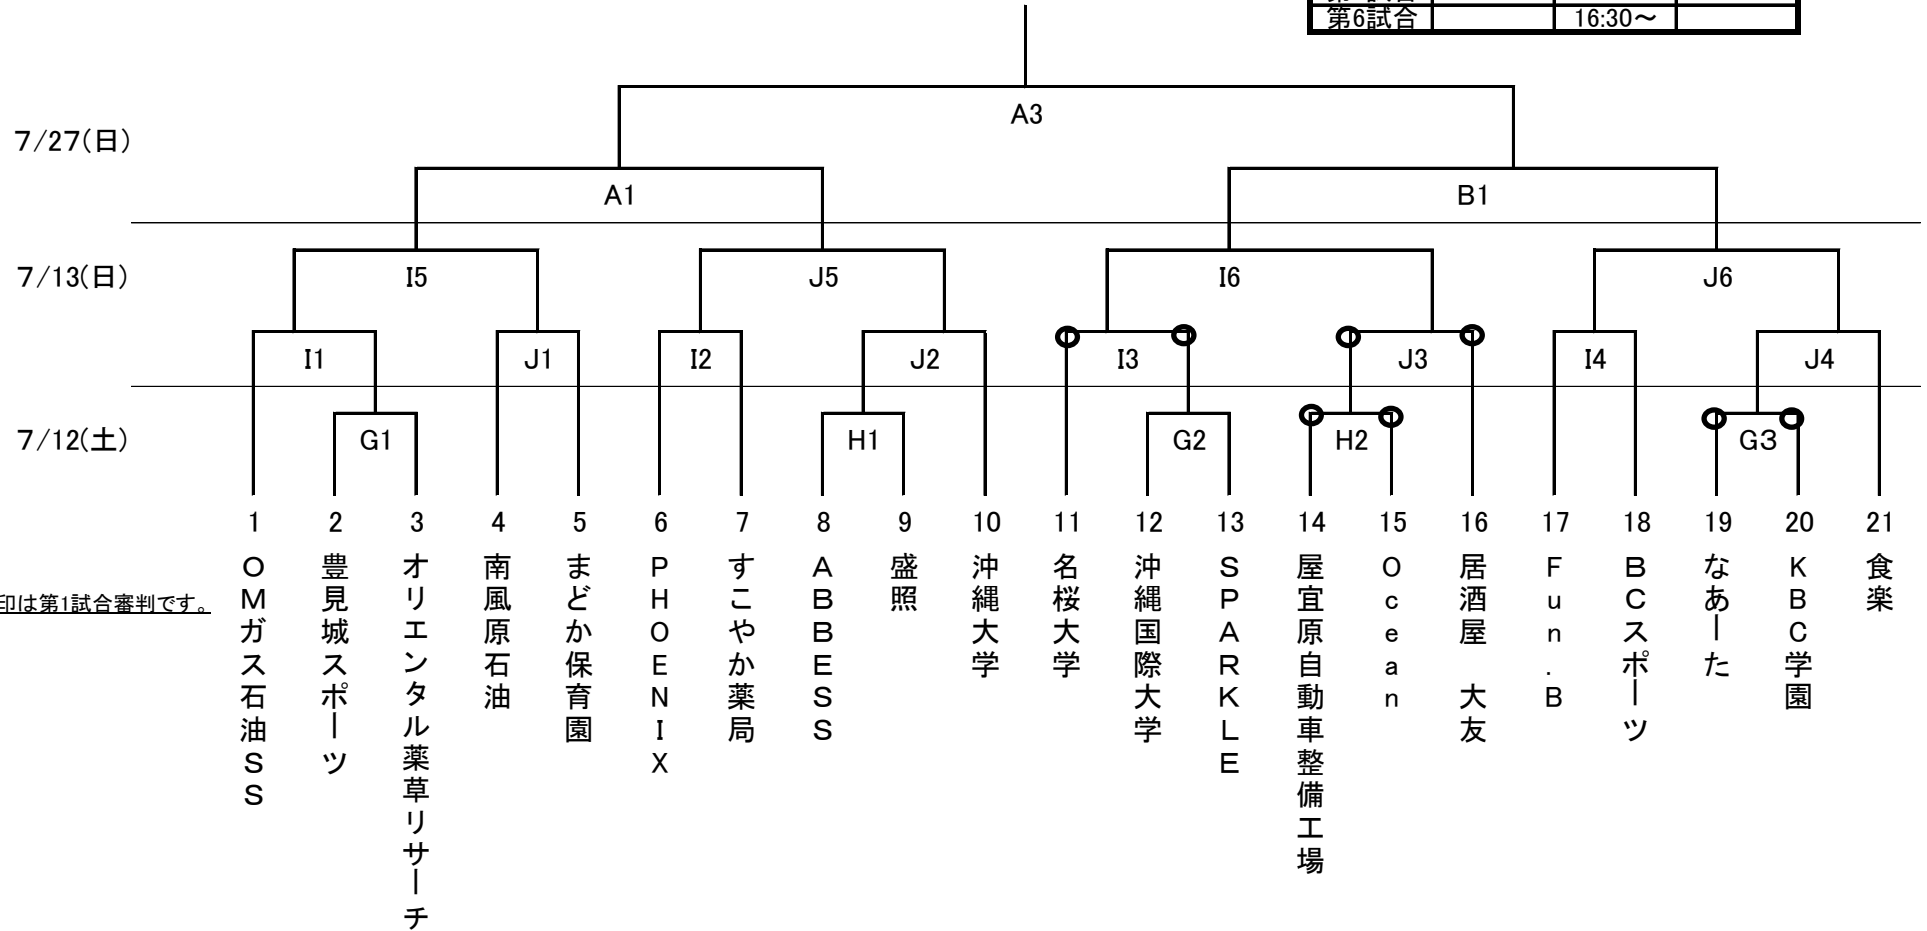 第6試合 16:30～
A3
7/27(日)
A1 B1
7/13(日) I5 J5 I6 J6
I1 J1 I2 J2 I3 J3 I4 J4
7/12(土) G1 H1 G2 H2 G3
1 2 3 4 5 6 7 8 9 10 11 12 13 14 15 16 17 18 19 20 21
印は第1試合審判です。
OMガス石油SS
豊見城スポーツ
オリエンタル薬草リサーチ
南風原石油
まどか保育園
PHOENIX
すこやか薬局
ABBESS
盛照
沖縄大学
名桜大学
沖縄国際大学
SPARKLE
屋宜原自動車整備工場
Ocean
居酒屋 大友
Fun.B
BCスポーツ
なあーた
KBC学園
食楽